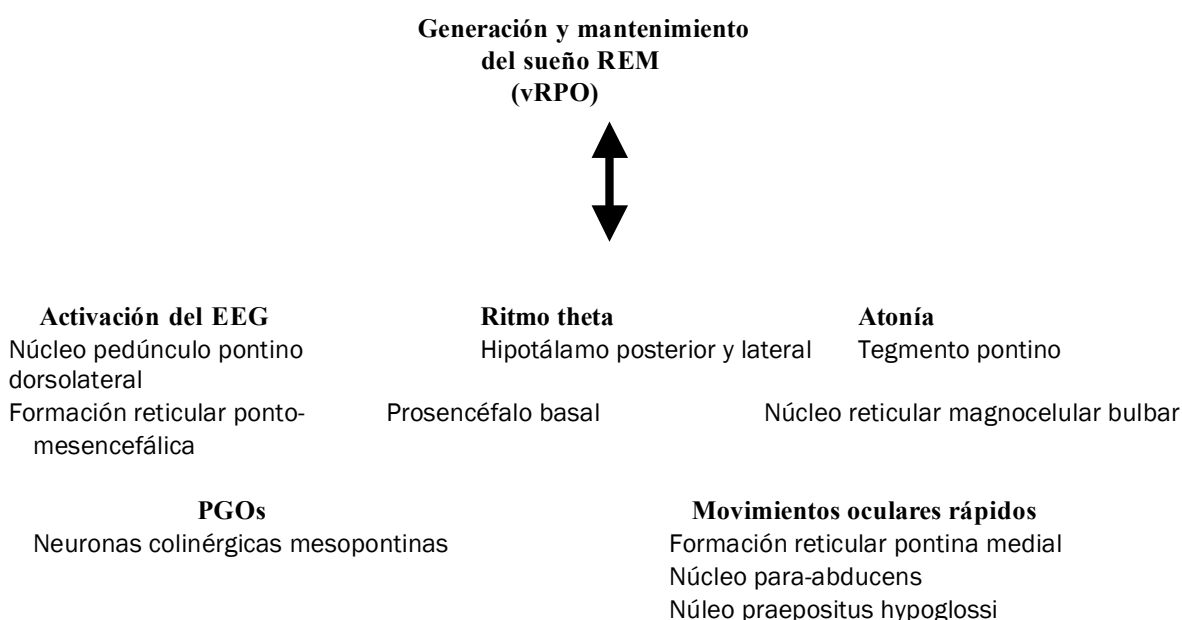 Generación y mantenimiento
del sueño REM
(vRPO)
Activación del EEG
Núcleo pedúnculo pontino
dorsolateral
Formación reticular ponto-
mesencefálica
Ritmo theta
Hipotálamo posterior y lateral
Prosencéfalo basal
Atonía
Tegmento pontino
Núcleo reticular magnocelular bulbar
PGOs
Neuronas colinérgicas mesopontinas
Movimientos oculares rápidos
Formación reticular pontina medial
Núcleo para-abducens
Núleo praepositus hypoglossi